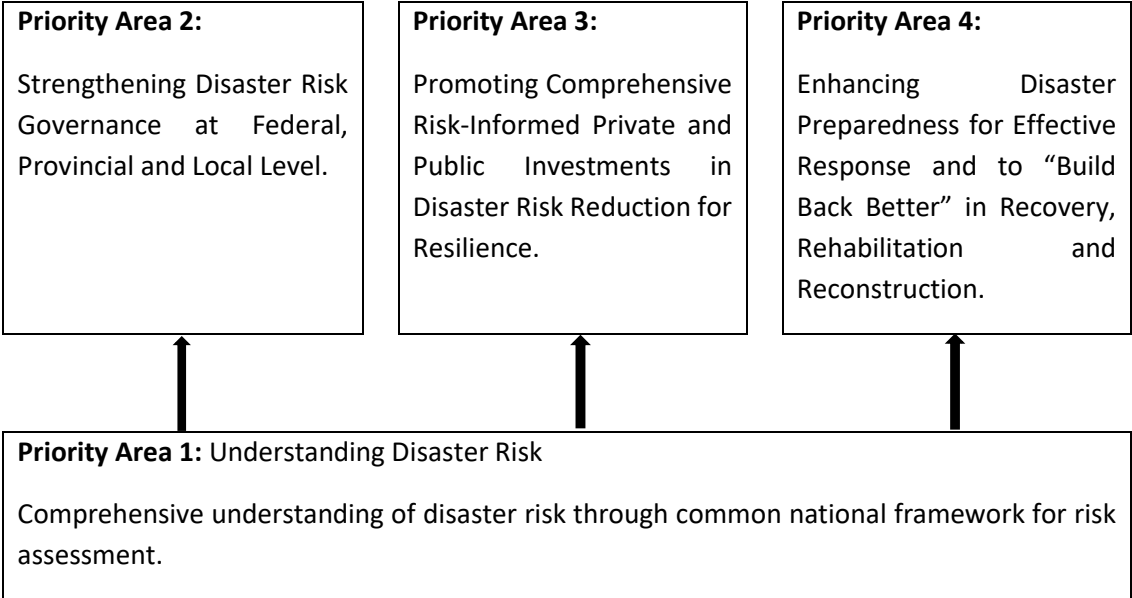 Priority Area 2:
Strengthening Disaster Risk
Governance at Federal,
Provincial and Local Level.
Priority Area 3:
Promoting Comprehensive
Risk-Informed Private and
Public Investments in
Disaster Risk Reduction for
Resilience.
Priority Area 4:
Enhancing Disaster
Preparedness for Effective
Response and to “Build
Back Better” in Recovery,
Rehabilitation and
Reconstruction.
Priority Area 1: Understanding Disaster Risk
Comprehensive understanding of disaster risk through common national framework for risk
assessment.